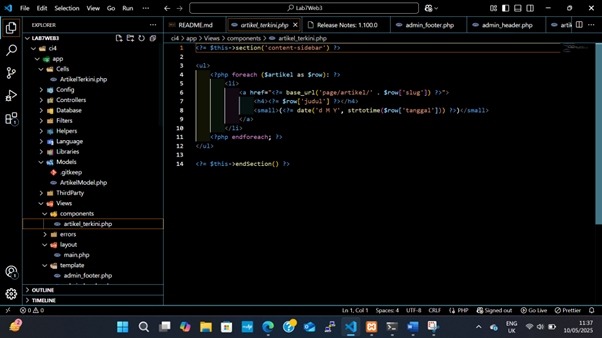 File Edit Selection View Go Run ...
Lab7Web3
EXPLORER ...
README.md
artikel_terkini.php
Release Notes: 1.100.0
admin_footer.php
admin_header.php
LAB7WEB3
ci4 > app > Views > components > artikel_terkini.php
ci4
app
Cells
ArtikelTerkini.php
Config
Controllers
Database
Filters
Helpers
Language
Libraries
Models
.gitkeep
ArtikelModel.php
ThirdParty
Views
components
artikel_terkini.php
errors
layout
main.php
template
admin_footer.php
OUTLINE
TIMELINE
1 <?= $this->section('content-sidebar') ?>
2
3 <ul>
4 <?php foreach ($artikel as $row): ?>
5 <li>
6 <a href="<?= base_url('page/artikel/' . $row['slug']) ?>">
7 <h4><?= $row['judul'] ?></h4>
8 <small>(<?= date('d M Y', strtotime($row['tanggal'])) ?>)</small>
9 </a>
10 </li>
11 <?php endforeach; ?>
12 </ul>
13
14 <?= $this->endSection() ?>
0 0
Ln 1, Col 1 Spaces: 4 UTF-8 CRLF PHP Signed out Go Live Prettier
ENG
UK
11:37
10/05/2025